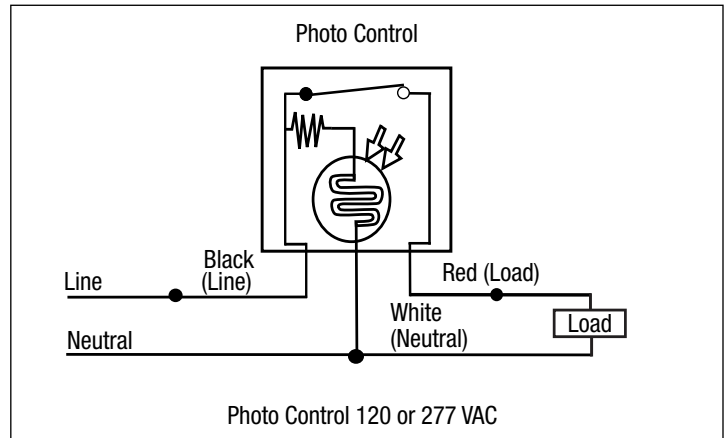 Photo Control
Black
(Line)
Line
Red (Load)
White
(Neutral)
Load
Neutral
Photo Control 120 or 277 VAC